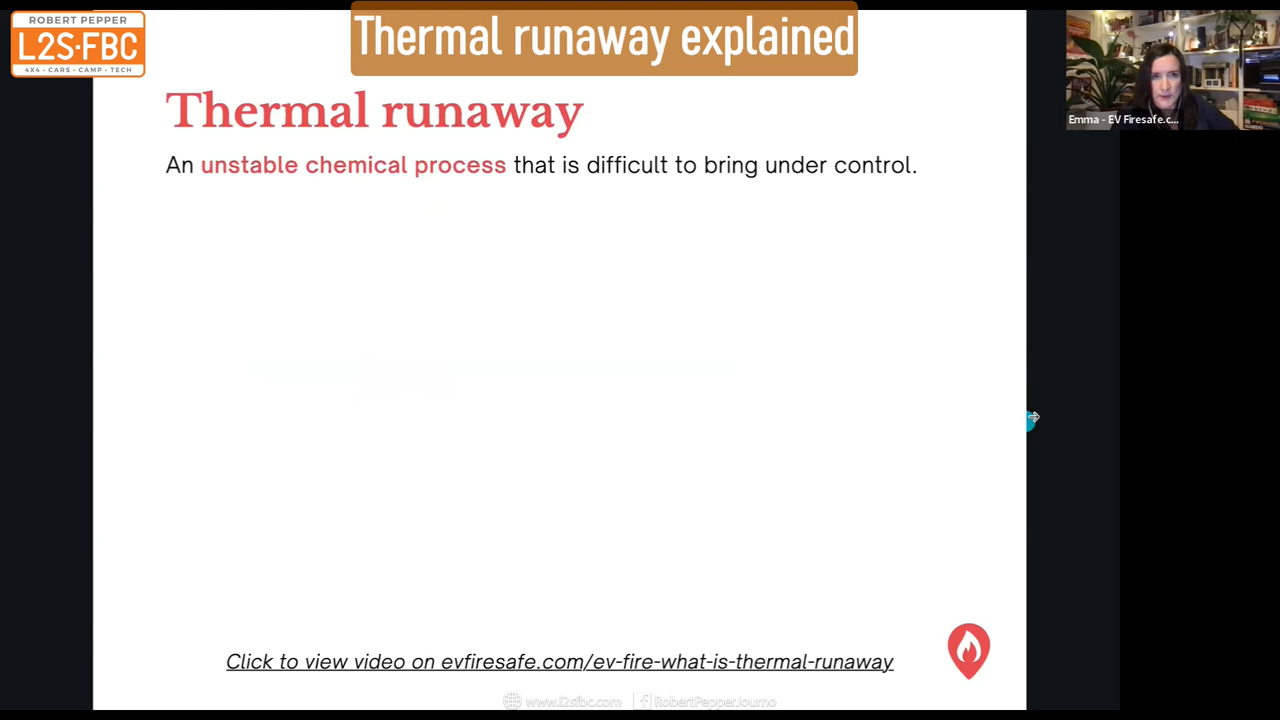 ROBERT PEPPER
L2S·FBC
4X4 • CARS • CAMP • TECH
Thermal runaway explained
Emma - EV Firesafe.c...
Thermal runaway
An unstable chemical process that is difficult to bring under control.
Click to view video on evfiresafe.com/ev-fire-what-is-thermal-runaway
www.l2sfbc.com | RobertPepperJourno